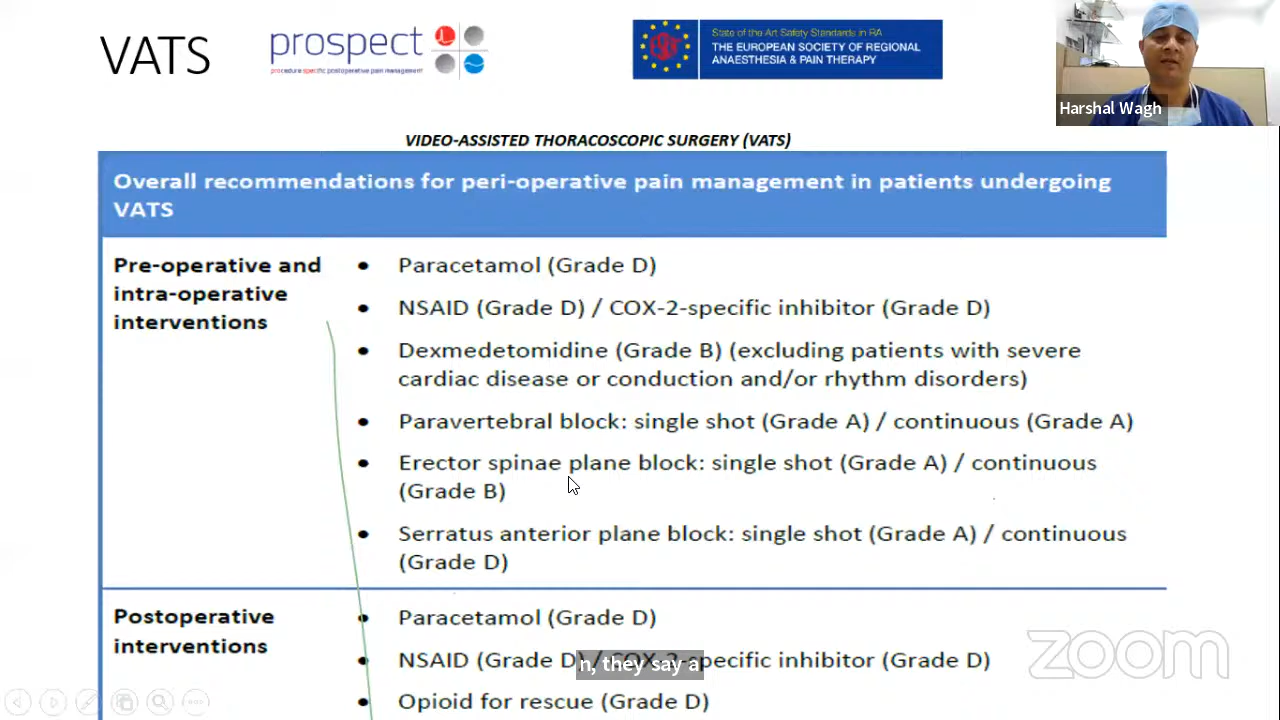 VATS
prospect
procedure specific postoperative pain management
State of the Art Safety Standards in RA
THE EUROPEAN SOCIETY OF REGIONAL
ANAESTHESIA & PAIN THERAPY
Harshal Wagh
VIDEO-ASSISTED THORACOSCOPIC SURGERY (VATS)
Overall recommendations for peri-operative pain management in patients undergoing
VATS
Pre-operative and
intra-operative
interventions
• Paracetamol (Grade D)
• NSAID (Grade D) / COX-2-specific inhibitor (Grade D)
• Dexmedetomidine (Grade B) (excluding patients with severe
cardiac disease or conduction and/or rhythm disorders)
• Paravertebral block: single shot (Grade A) / continuous (Grade A)
• Erector spinae plane block: single shot (Grade A) / continuous
(Grade B)
• Serratus anterior plane block: single shot (Grade A) / continuous
(Grade D)
Postoperative
interventions
• Paracetamol (Grade D)
• NSAID (Grade D) / COX-2-specific inhibitor (Grade D)
• Opioid for rescue (Grade D)
n, they say a
zoom